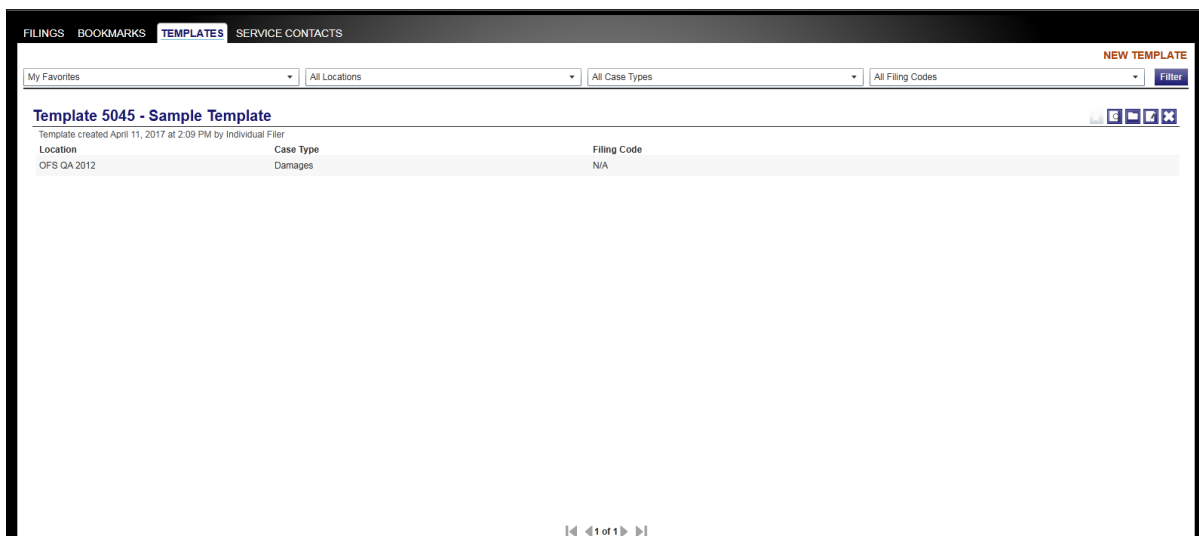 FILINGS BOOKMARKS TEMPLATES SERVICE CONTACTS
NEW TEMPLATE
My Favorites All Locations All Case Types All Filing Codes Filter
Template 5045 - Sample Template
Template created April 11, 2017 at 2:09 PM by Individual Filer
Location Case Type Filing Code
OFS QA 2012 Damages N/A
1 of 1